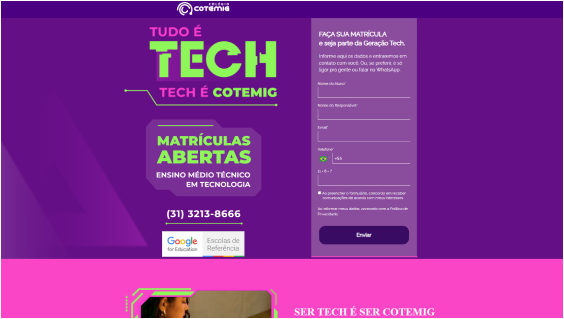 COLÉGIO
COTEMIG
TUDO É
TECH
TECH É COTEMIG
MATRÍCULAS
ABERTAS
ENSINO MÉDIO TÉCNICO
EM TECNOLOGIA
(31) 3213-8666
Google
for Education
Escolas de
Referência
FAÇA SUA MATRÍCULA
e seja parte da Geração Tech.
Informe aqui os dados e entraremos em
contato com você. Ou, se preferir, é só
ligar pra gente ou falar no WhatsApp.
Nome do Aluno*
Nome do Responsável*
Email*
Telefone*
+55
Ao preencher o formulário, concordo em receber
comunicações de acordo com meus interesses.
Ao informar meus dados, concordo com a Política de
Privacidade.
Enviar
SER TECH É SER COTEMIG